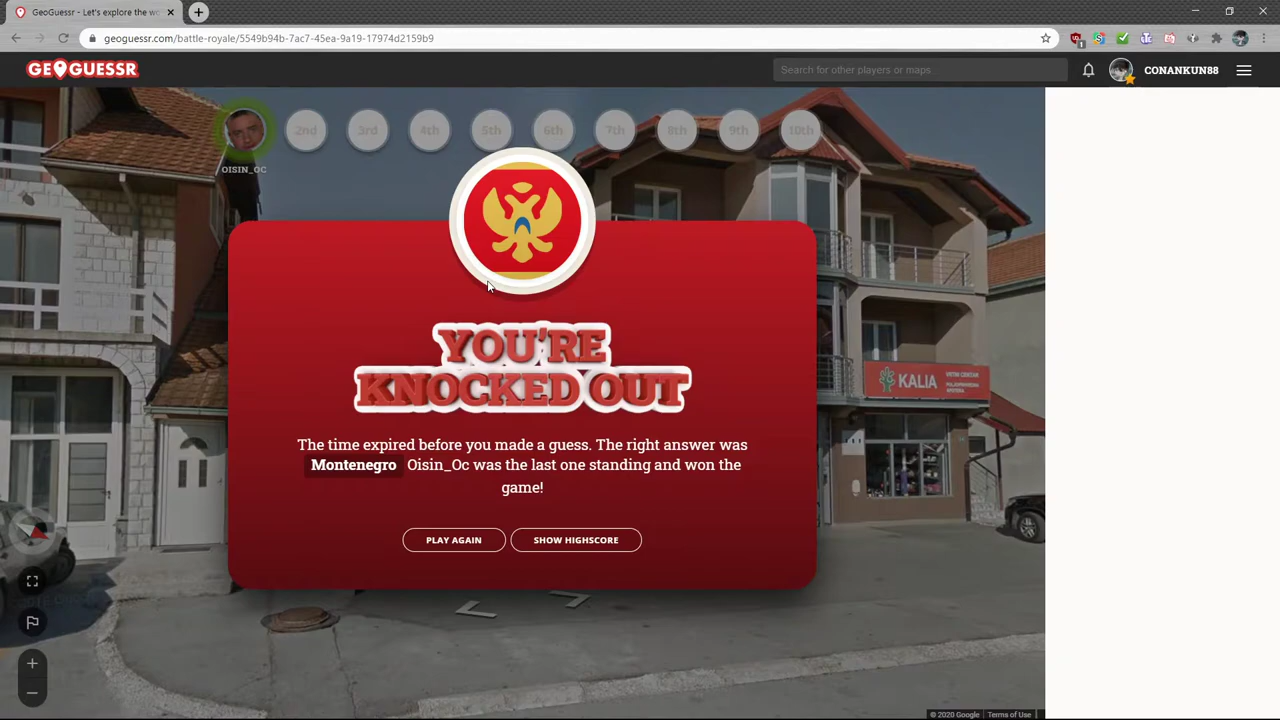 GeoGuessr - Let's explore the wo
geoguessr.com/battle-royale/5549b94b-7ac7-45ea-9a19-17974d2159b9
GEOGUESSR
Search for other players or maps
CONANKUN88
2nd
3rd
4th
5th
6th
7th
8th
9th
10th
OISIN_OC
YOU'RE
KNOCKED OUT
The time expired before you made a guess. The right answer was
Montenegro Oisin_Oc was the last one standing and won the
game!
PLAY AGAIN
SHOW HIGHSCORE
KALIA
© 2020 Google
Terms of Use